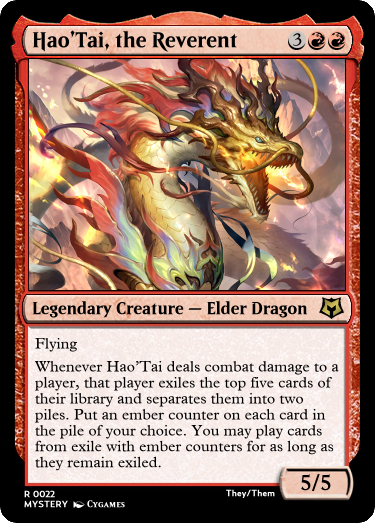 Hao'Tai, the Reverent 3
Legendary Creature — Elder Dragon
Flying
Whenever Hao'Tai deals combat damage to a
player, that player exiles the top five cards of
their library and separates them into two
piles. Put an ember counter on each card in
the pile of your choice. You may play cards
from exile with ember counters for as long as
they remain exiled.
5/5
R 0022
They/Them
MYSTERY Cygames